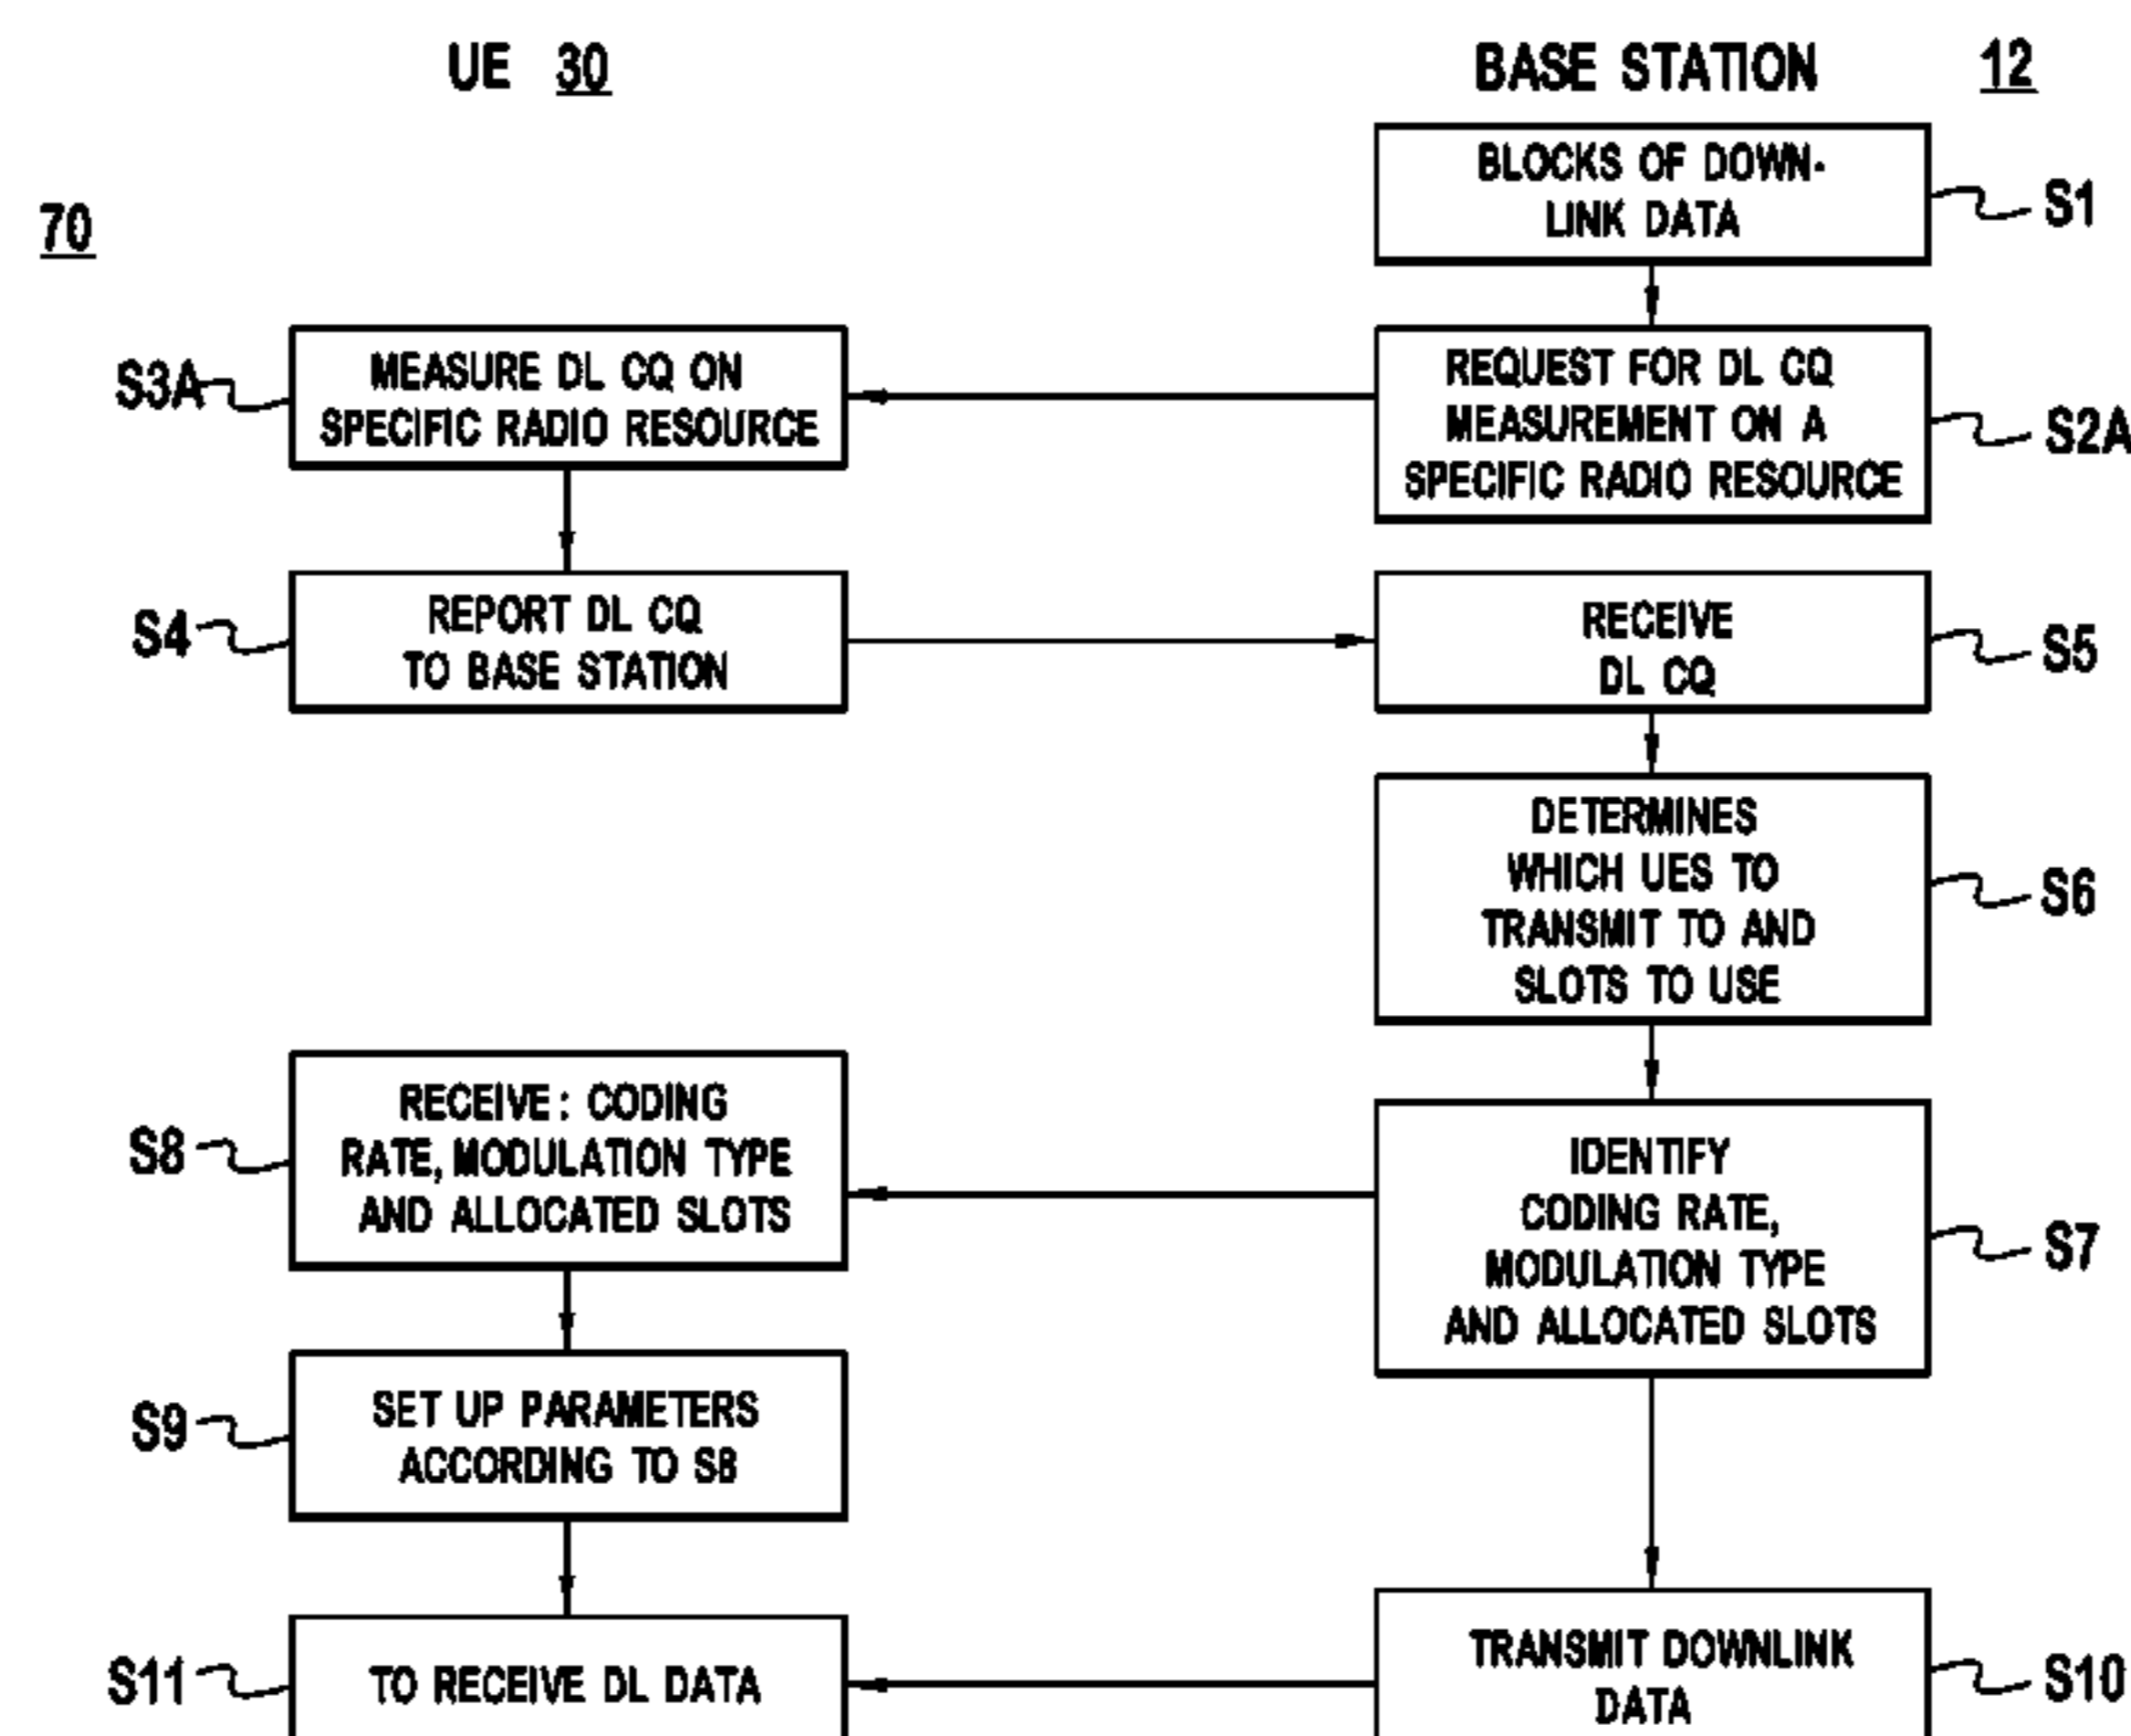 UE 30
BASE STATION 12
70
BLOCKS OF DOWN-
LINK DATA
S1
S3A
MEASURE DL CQ ON
SPECIFIC RADIO RESOURCE
REQUEST FOR DL CQ
MEASUREMENT ON A
SPECIFIC RADIO RESOURCE
S2A
S4
REPORT DL CQ
TO BASE STATION
RECEIVE
DL CQ
S5
DETERMINES
WHICH UES TO
TRANSMIT TO AND
SLOTS TO USE
S6
S8
RECEIVE: CODING
RATE, MODULATION TYPE
AND ALLOCATED SLOTS
IDENTIFY
CODING RATE,
MODULATION TYPE
AND ALLOCATED SLOTS
S7
S9
SET UP PARAMETERS
ACCORDING TO S8
S11
TO RECEIVE DL DATA
TRANSMIT DOWNLINK
DATA
S10